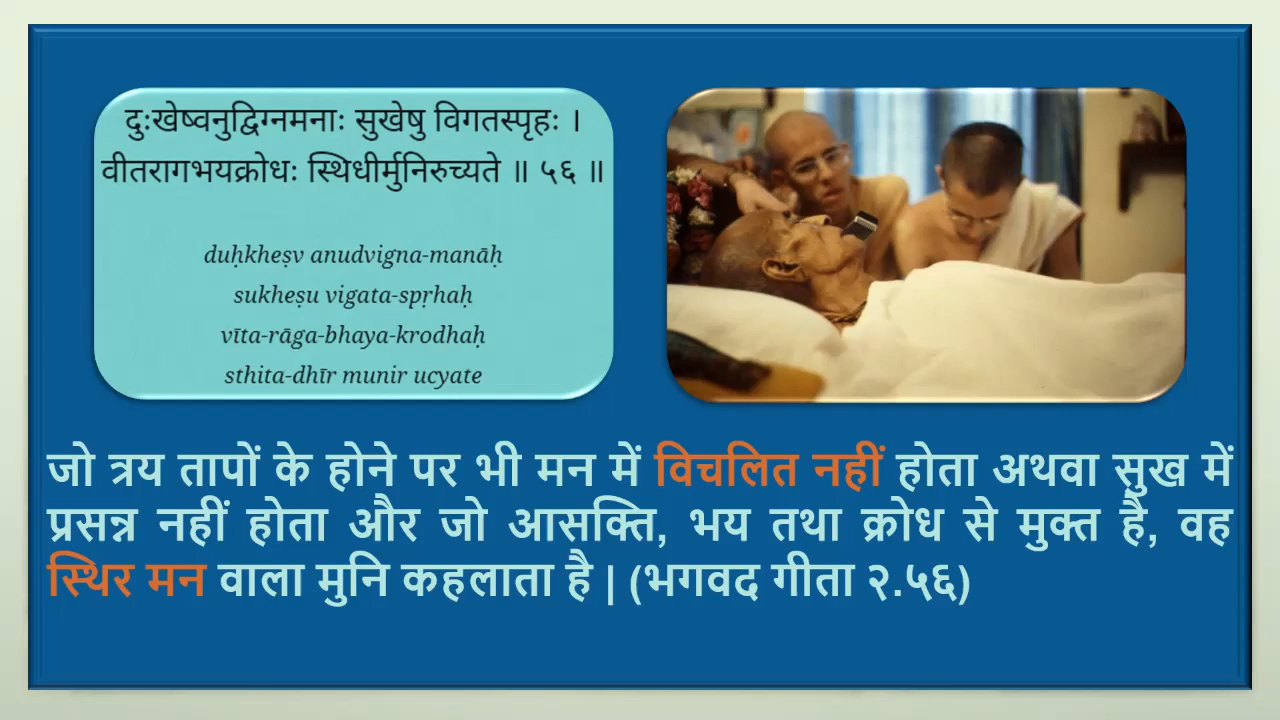 दुःखेष्वनुद्विग्नमनाः सुखेषु विगतस्पृहः ।
वीतरागभयक्रोधः स्थिधीर्मुनिरुच्यते ॥ ५६ ॥
duḥkheṣv anudvigna-manāḥ
sukheṣu vigata-spṛhaḥ
vīta-rāga-bhaya-krodhaḥ
sthita-dhīr munir ucyate
जो त्रय तापों के होने पर भी मन में विचलित नहीं होता अथवा सुख में
प्रसन्न नहीं होता और जो आसक्ति, भय तथा क्रोध से मुक्त है, वह
स्थिर मन वाला मुनि कहलाता है | (भगवद गीता २.५६)